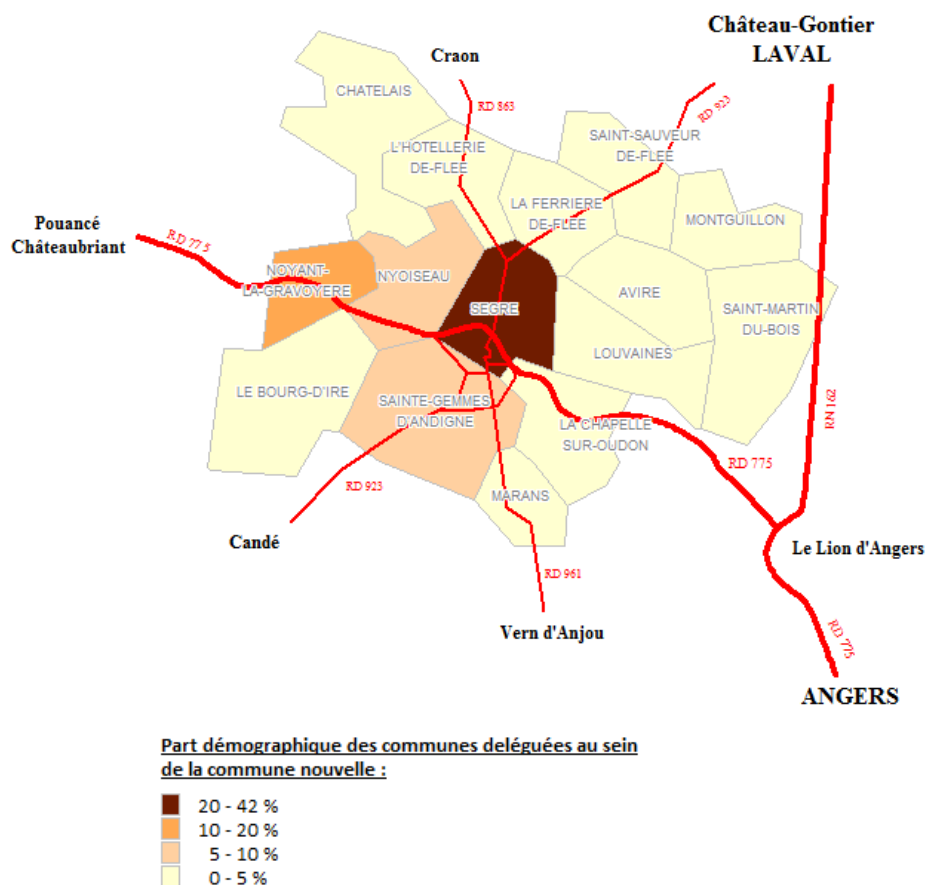 Château-Gontier
LAVAL
Craon
RD 863
RD 923
CHATELAIS
SAINT-SAUVEUR
DE-FLEE
L'HOTELLERIE
DE-FLEE
LA FERRIERE
DE-FLEE
MONTGUILLON
Pouancé
Châteaubriant
RD 775
NOYANT-
LA-GRAVOYERE
NYOISEAU
SEGRE
AVIRE
SAINT-MARTIN
DU-BOIS
LOUVAINES
RN 162
LE BOURG-D'IRE
SAINTE-GEMMES
D'ANDIGNE
LA CHAPELLE
SUR-OUDON
RD 775
RD 923
MARANS
Candé
Le Lion d'Angers
RD 961
Vern d'Anjou
RD 775
ANGERS
Part démographique des communes deléguées au sein
de la commune nouvelle :
20 - 42 %
10 - 20 %
5 - 10 %
0 - 5 %